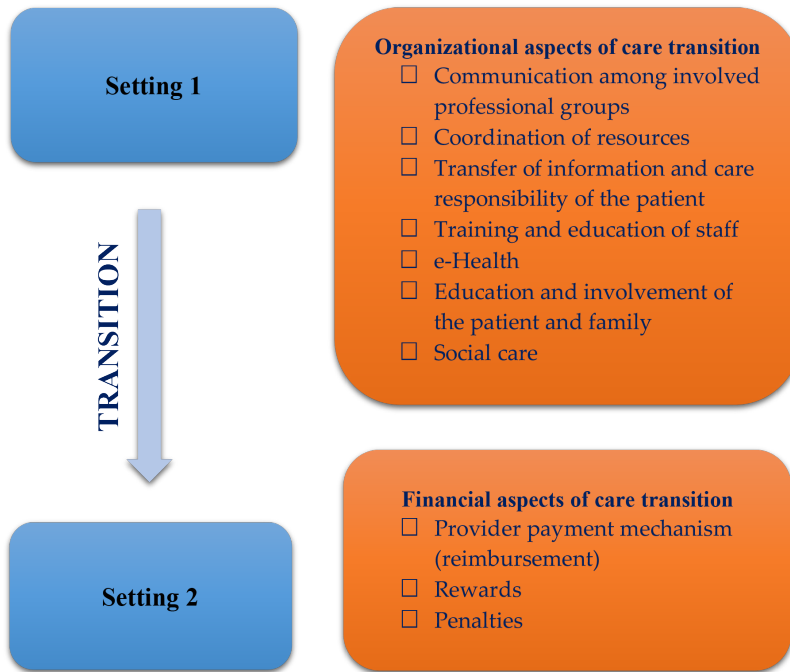 Setting 1
TRANSITION
Setting 2
Organizational aspects of care transition
☐ Communication among involved
professional groups
☐ Coordination of resources
☐ Transfer of information and care
responsibility of the patient
☐ Training and education of staff
☐ e-Health
☐ Education and involvement of
the patient and family
☐ Social care
Financial aspects of care transition
☐ Provider payment mechanism
(reimbursement)
☐ Rewards
☐ Penalties